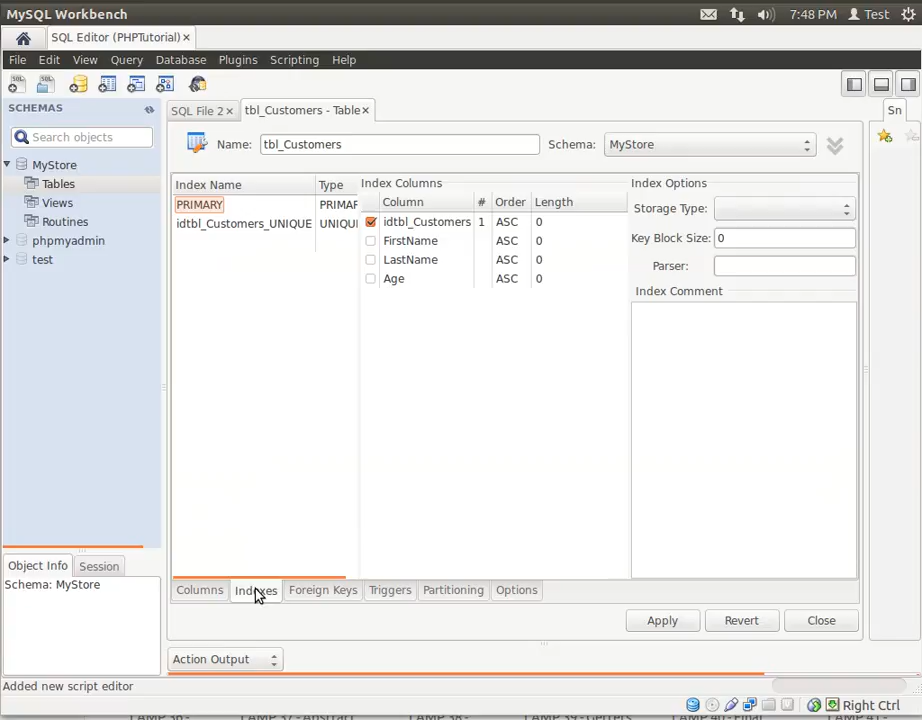 MySQL Workbench 7:48 PM Test
SQL Editor (PHPTutorial) ×
File Edit View Query Database Plugins Scripting Help
SCHEMAS
Search objects
MyStore
Tables
Views
Routines
phpmyadmin
test
Object Info Session
Schema: MyStore
SQL File 2 × tbl_Customers - Table × Sn
Name: tbl_Customers Schema: MyStore
Index Name Type
PRIMARY PRIMAR
idtbl_Customers_UNIQUE UNIQU
Index Columns
Column # Order Length
idtbl_Customers 1 ASC 0
FirstName ASC 0
LastName ASC 0
Age ASC 0
Index Options
Storage Type:
Key Block Size: 0
Parser:
Index Comment
Columns Indexes Foreign Keys Triggers Partitioning Options
Apply Revert Close
Action Output
Added new script editor
Right Ctrl